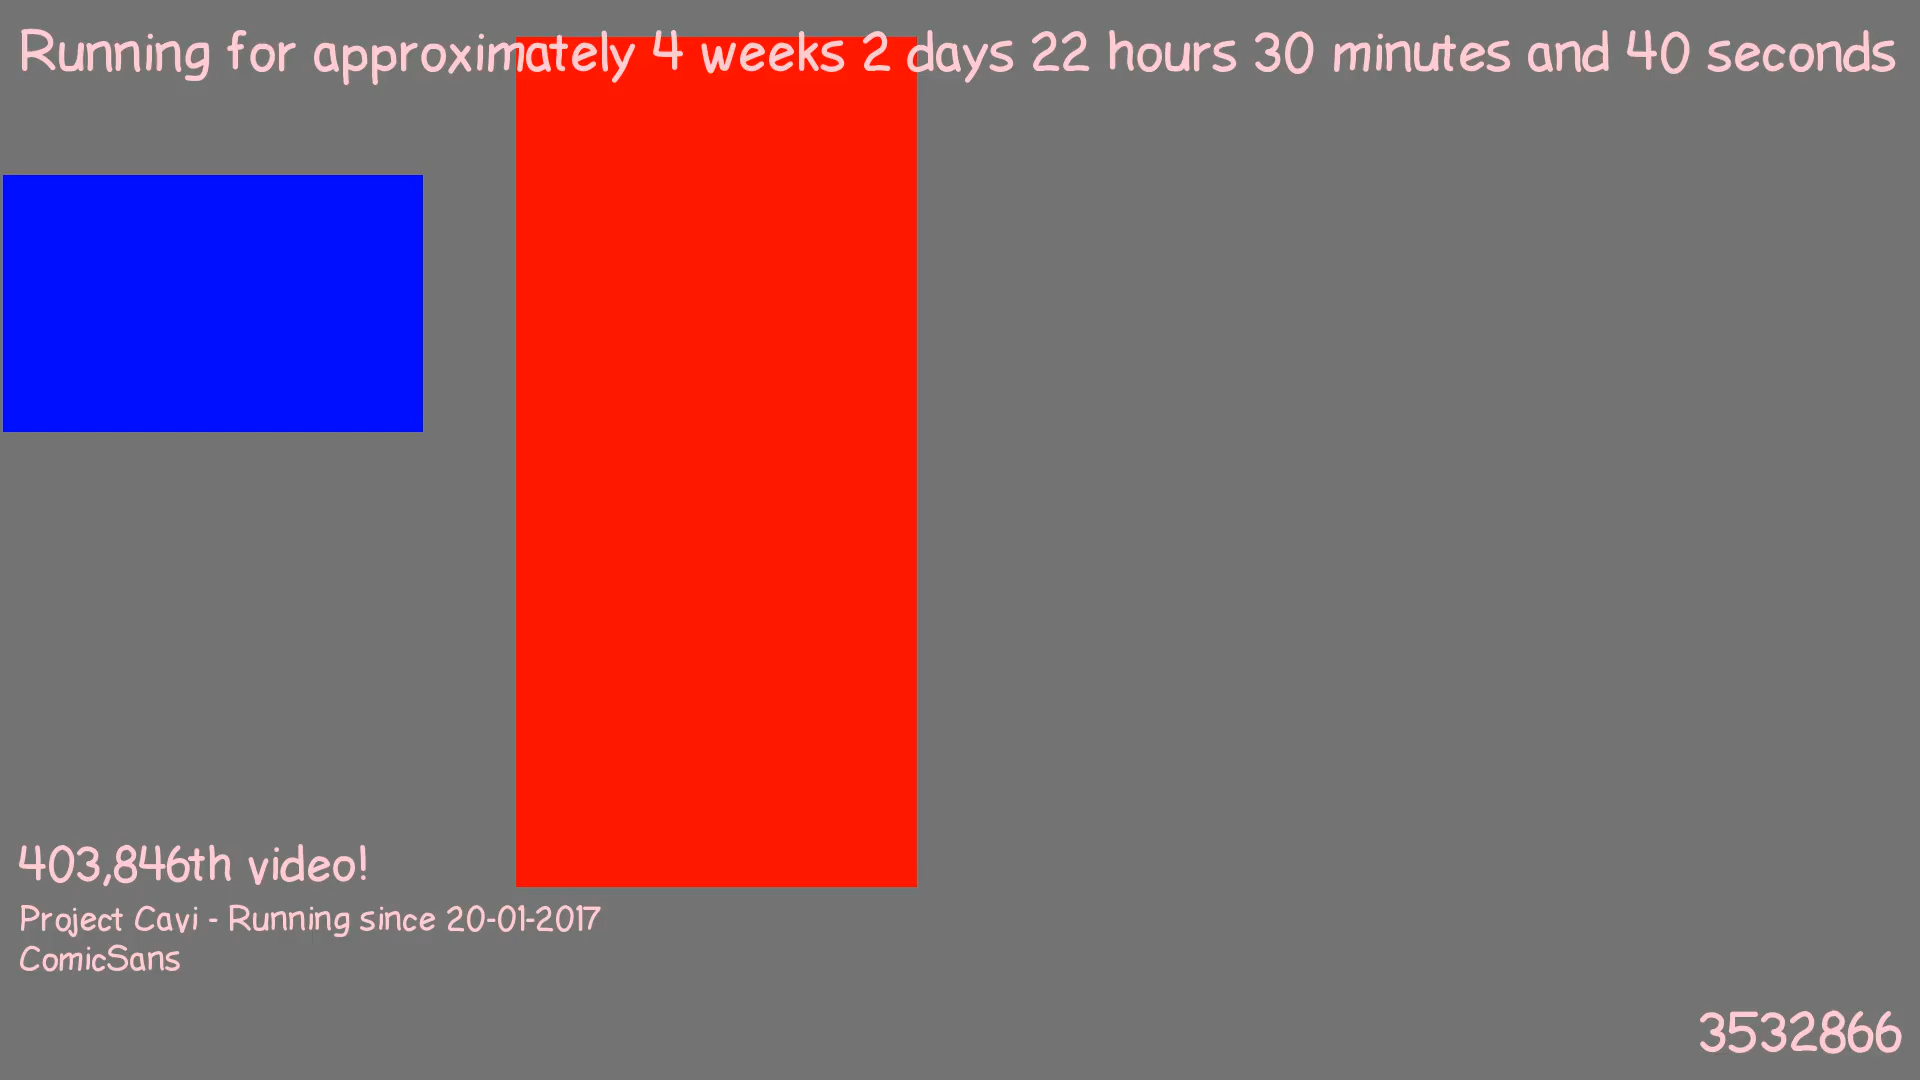 Running for approximately 4 weeks 2 days 22 hours 30 minutes and 40 seconds
403,846th video!
Project Cavi - Running since 20-01-2017
ComicSans
3532866